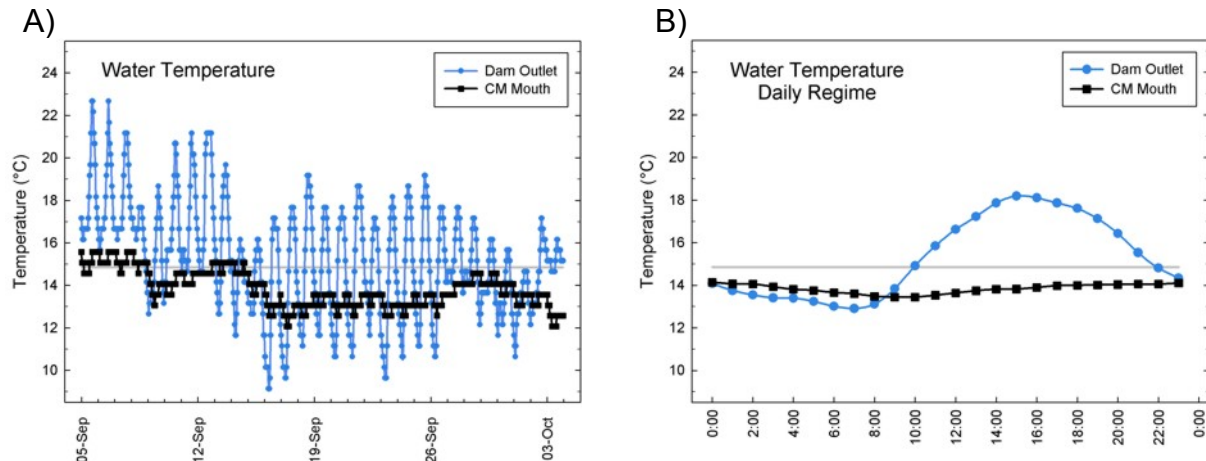 A)
Water Temperature
Dam Outlet
CM Mouth
Temperature (°C)
24
22
20
18
16
14
12
10
05-Sep
12-Sep
19-Sep
26-Sep
03-Oct
B)
Water Temperature
Daily Regime
Dam Outlet
CM Mouth
Temperature (°C)
24
22
20
18
16
14
12
10
0:00
2:00
4:00
6:00
8:00
10:00
12:00
14:00
16:00
18:00
20:00
22:00
0:00